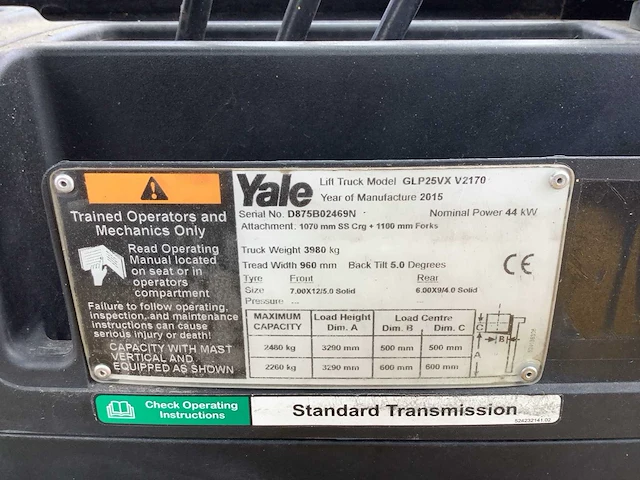 Trained Operators and
Mechanics Only
Read Operating
Manual located
on seat or in
operators
compartment
Failure to follow operating,
inspection, and maintenance
instructions can cause
serious injury or death!
CAPACITY WITH MAST
VERTICAL AND
EQUIPPED AS SHOWN
Yale Lift Truck Model GLP25VX V2170
Year of Manufacture 2015
Serial No. D875B02469N Nominal Power 44 kW
Attachment: 1070 mm SS Crg + 1100 mm Forks
Truck Weight 3980 kg
Tread Width 960 mm Back Tilt 5.0 Degrees
CE
Tyre Front Rear
Size 7.00X12/5.0 Solid 6.00X9/4.0 Solid
Pressure ... ...
MAXIMUM CAPACITY Load Height Dim. A Load Centre Dim. B Dim. C
2480 kg 3290 mm 500 mm 500 mm
2260 kg 3290 mm 600 mm 600 mm
C
B
A
Check Operating
Instructions
Standard Transmission
524232141-02